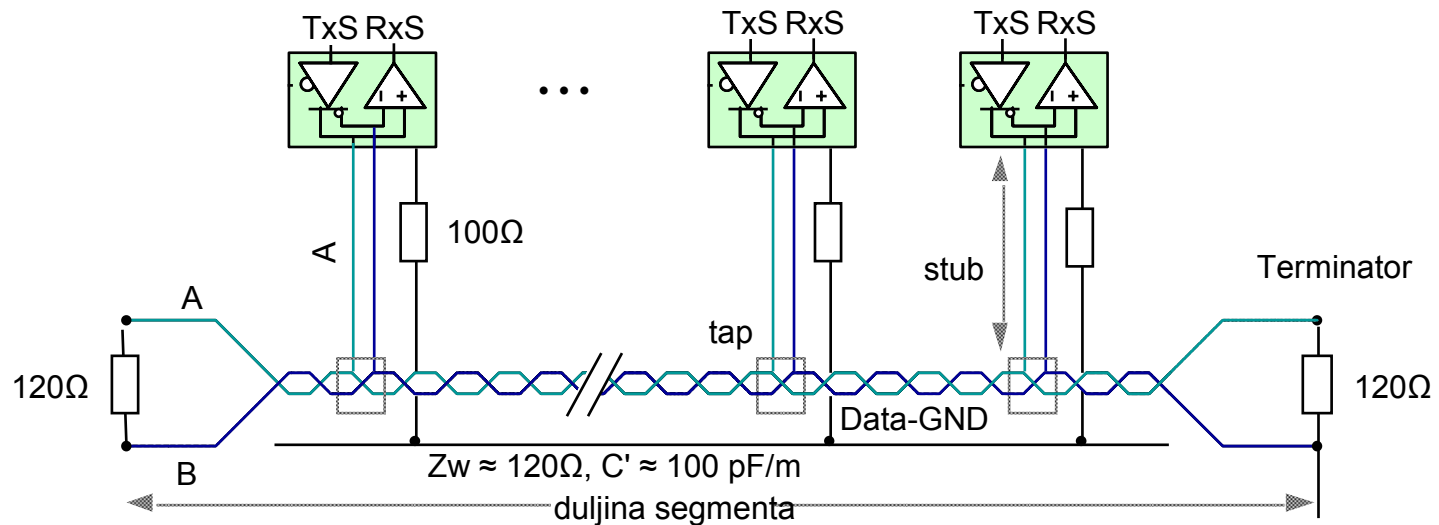 TxS RxS
TxS RxS
TxS RxS
...
A
100Ω
stub
Terminator
A
tap
120Ω
120Ω
Data-GND
B
Zw ≈ 120Ω, C' ≈ 100 pF/m
duljina segmenta